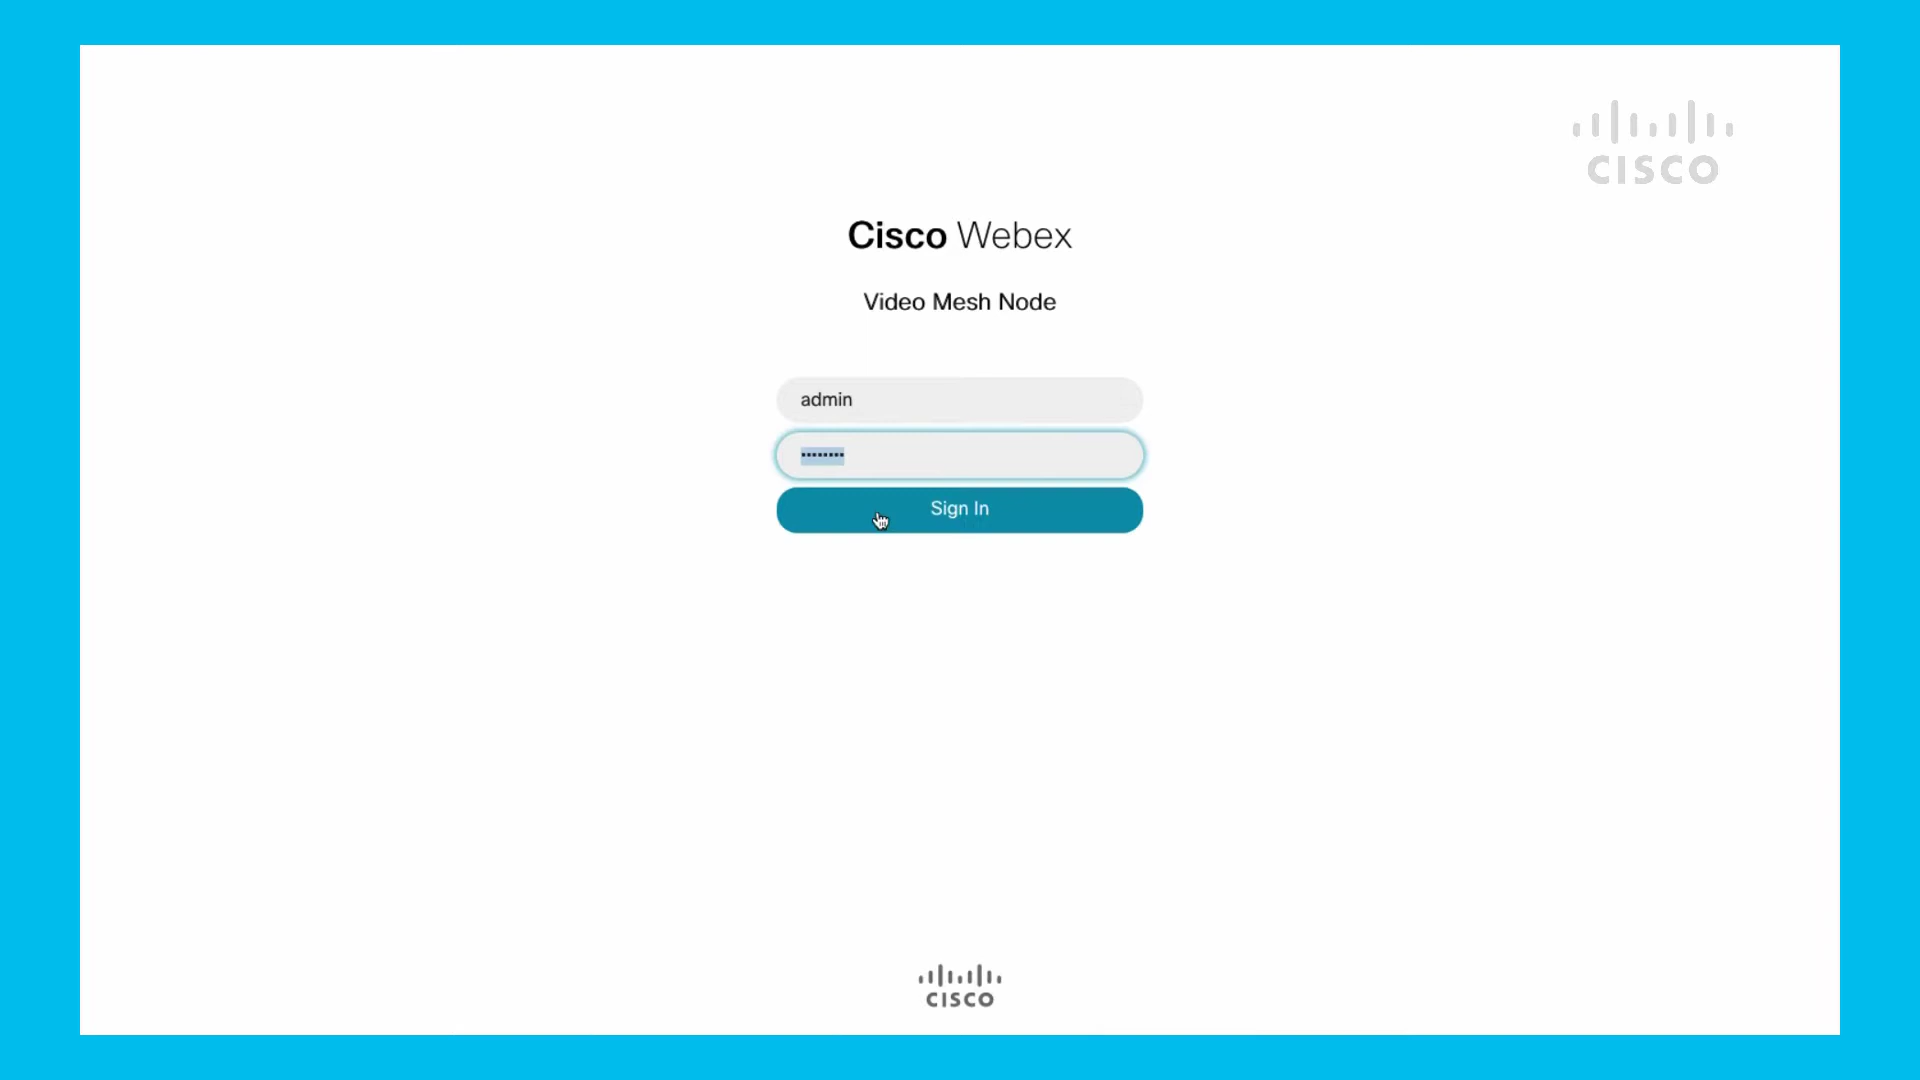 CISCO
Cisco Webex
Video Mesh Node
admin
••••••••
Sign In
CISCO